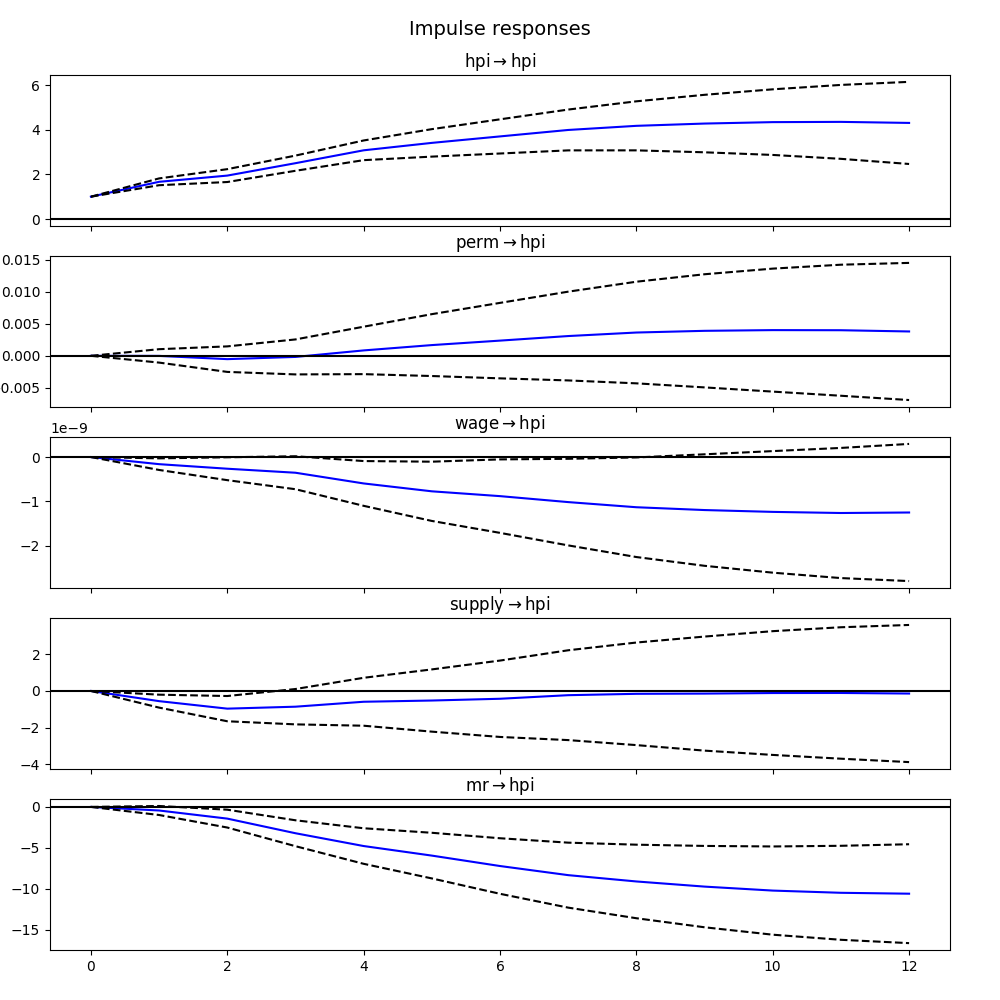 Impulse responses
hpi→hpi
6
4
2
0
perm→hpi
0.015
0.010
0.005
0.000
0.005
wage→hpi
1e−9
0
−1
−2
supply→hpi
2
0
−2
−4
mr→hpi
0
−5
−10
−15
0 2 4 6 8 10 12